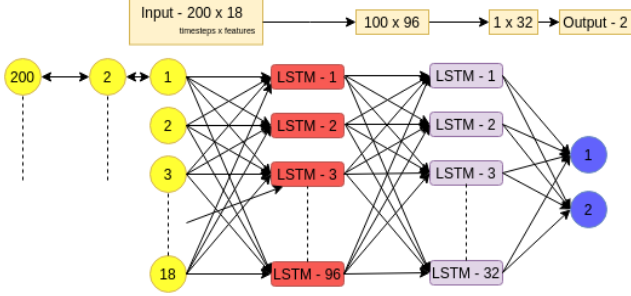 Input - 200 x 18
timesteps x features
100 x 96
1 x 32
Output - 2
200
2
1
LSTM - 1
LSTM - 1
2
LSTM - 2
LSTM - 2
1
3
LSTM - 3
LSTM - 3
2
18
LSTM - 96
LSTM - 32